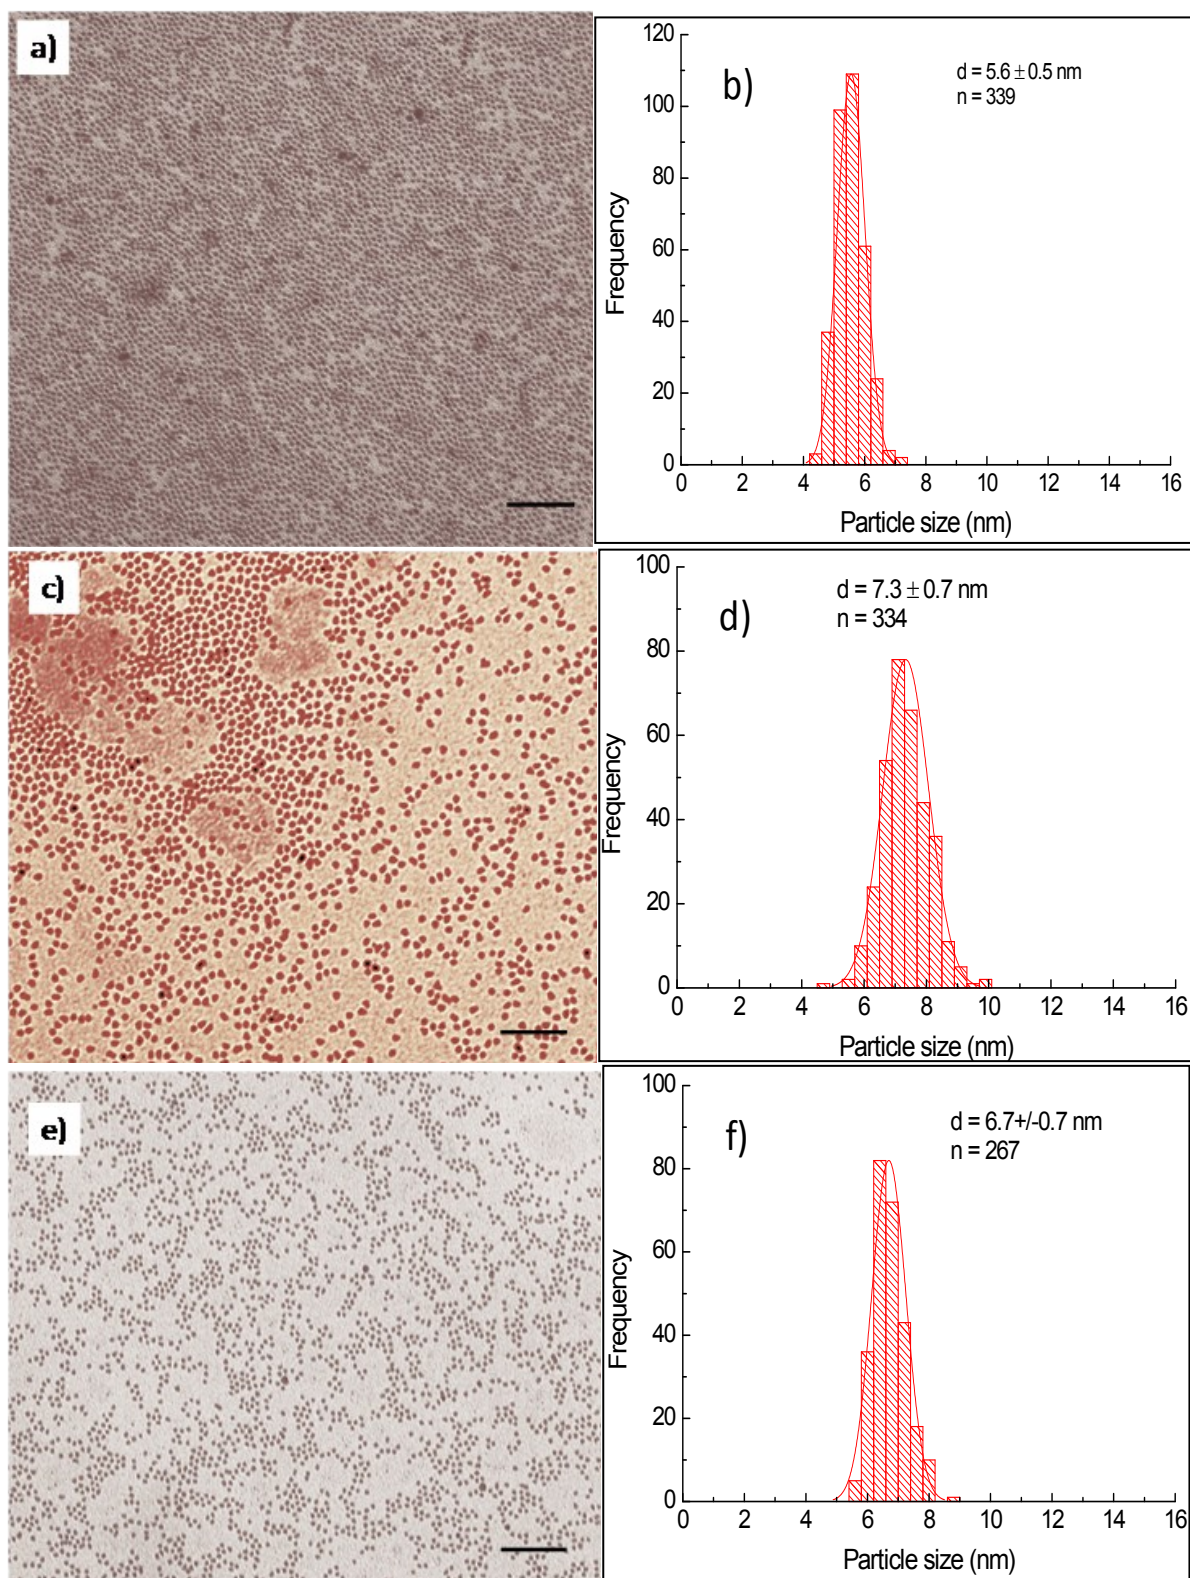 a)
120
100
80
60
40
20
0
Frequency
b)
d = 5.6 ± 0.5 nm
n = 339
0 2 4 6 8 10 12 14 16
Particle size (nm)
c)
100
80
60
40
20
0
Frequency
d)
d = 7.3 ± 0.7 nm
n = 334
0 2 4 6 8 10 12 14 16
Particle size (nm)
e)
100
80
60
40
20
0
Frequency
f)
d = 6.7+/-0.7 nm
n = 267
0 2 4 6 8 10 12 14 16
Particle size (nm)